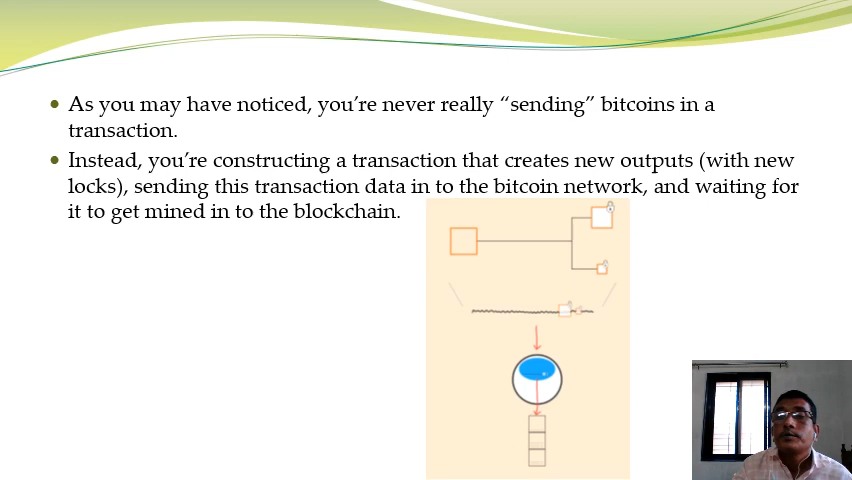 As you may have noticed, you’re never really “sending” bitcoins in a
transaction.
Instead, you’re constructing a transaction that creates new outputs (with new
locks), sending this transaction data in to the bitcoin network, and waiting for
it to get mined in to the blockchain.